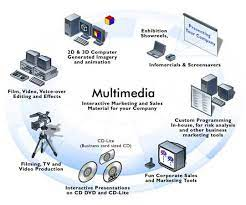 Promoting
Your Company
Exhibition
Showreels,
2D & 3D Computer
Generated Imagery
and animation
Infomercials & Screensavers
Film, Video, Voice-over
Editing and Effects
Multimedia
Interactive Marketing and Sales
Material for your Company
Custom Programming
In-house, for risk analysis
and other business
marketing tools
CD-Lite
(Business card sized CD)
Filming, TV and
Video Production
Fun Corporate Sales
and Marketing Tools
Interactive Presentations
on CD DVD and CD-Lite